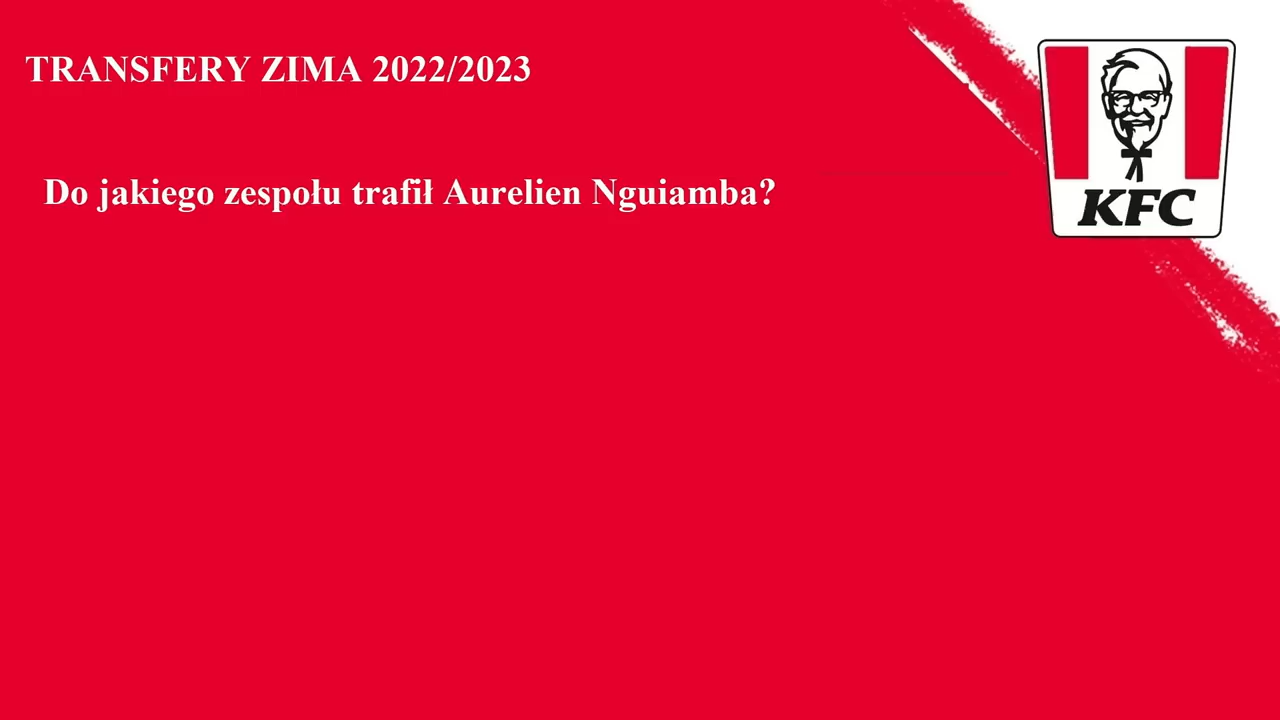 TRANSFERY ZIMA 2022/2023
Do jakiego zespołu trafił Aurelien Nguiamba?
KFC